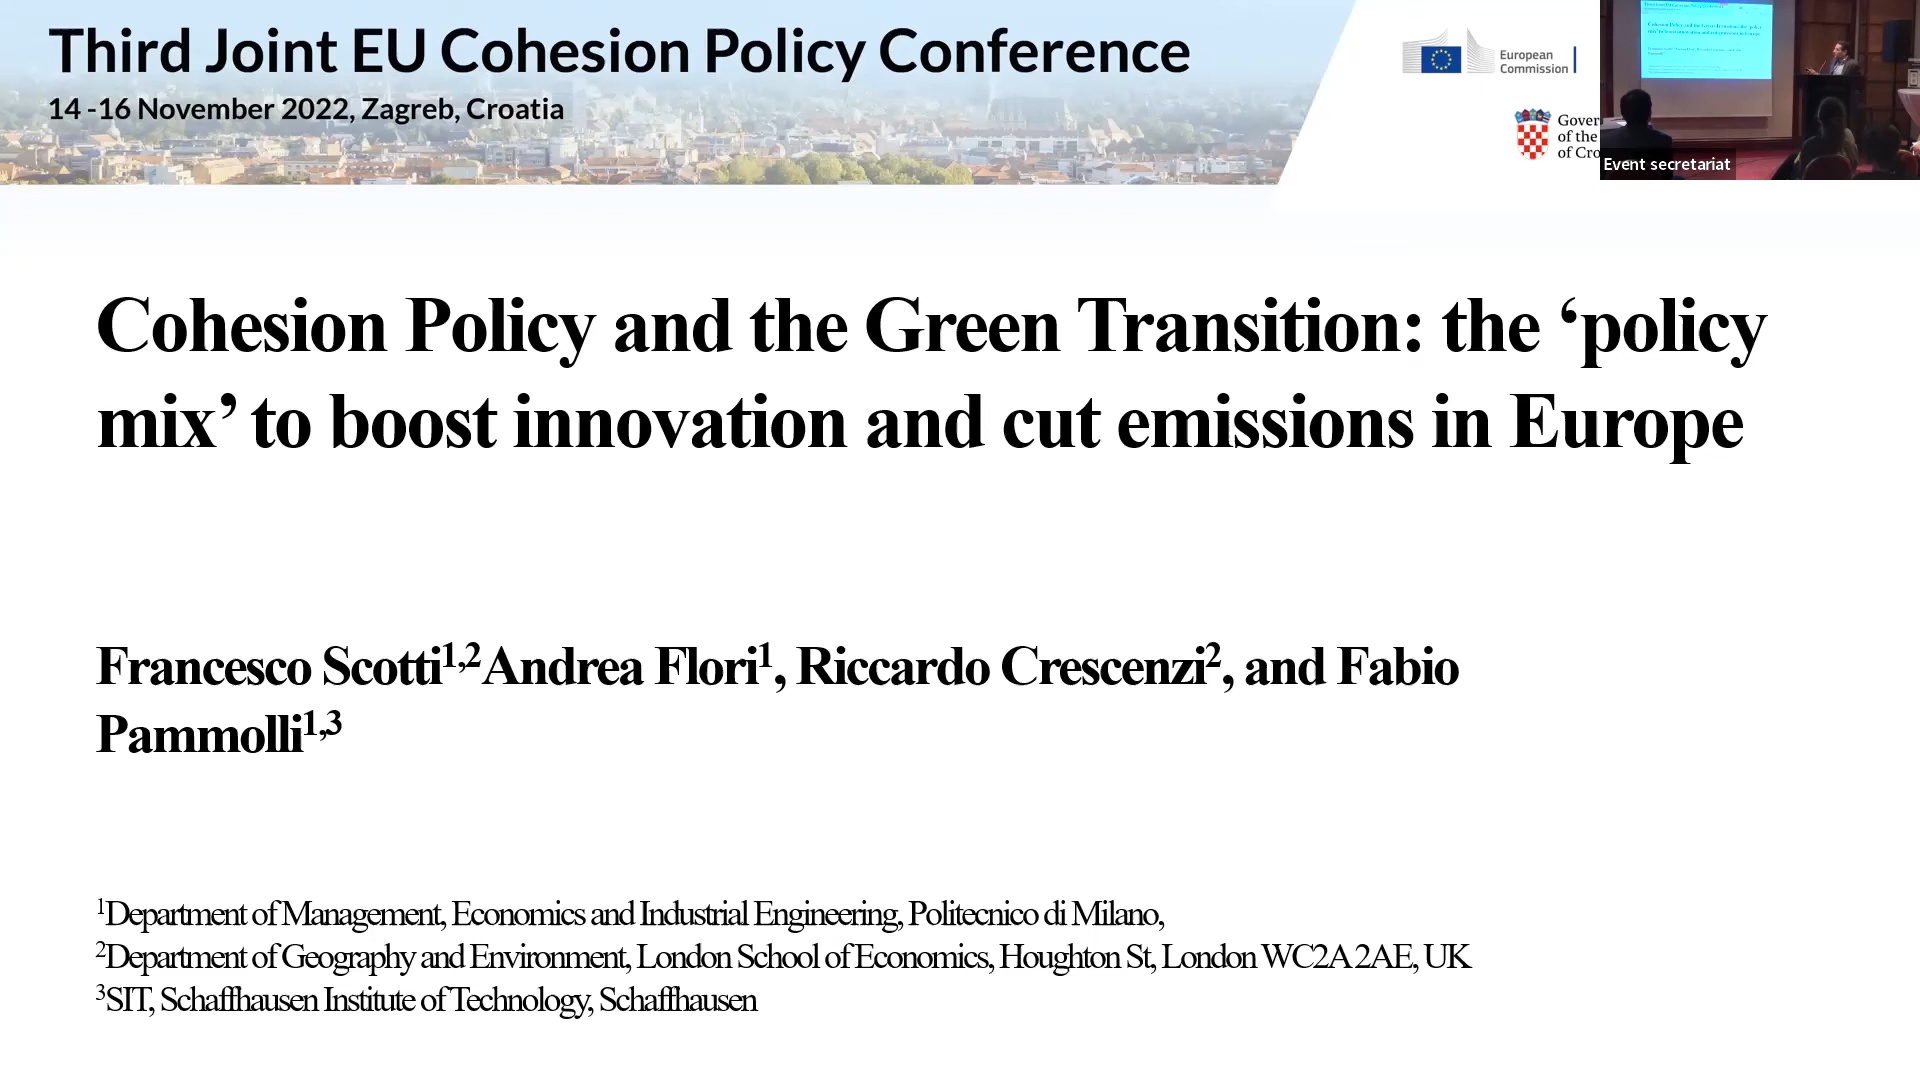 Third Joint EU Cohesion Policy Conference
14 -16 November 2022, Zagreb, Croatia
European
Commission
of the
Event secretariat
Cohesion Policy and the Green Transition: the ‘policy
mix’ to boost innovation and cut emissions in Europe
Francesco Scotti1,2Andrea Flori1, Riccardo Crescenzi2, and Fabio
Pammolli1,3
1Department of Management, Economics and Industrial Engineering, Politecnico di Milano,
2Department of Geography and Environment, London School of Economics, Houghton St, London WC2A 2AE, UK
3SIT, Schaffhausen Institute of Technology, Schaffhausen